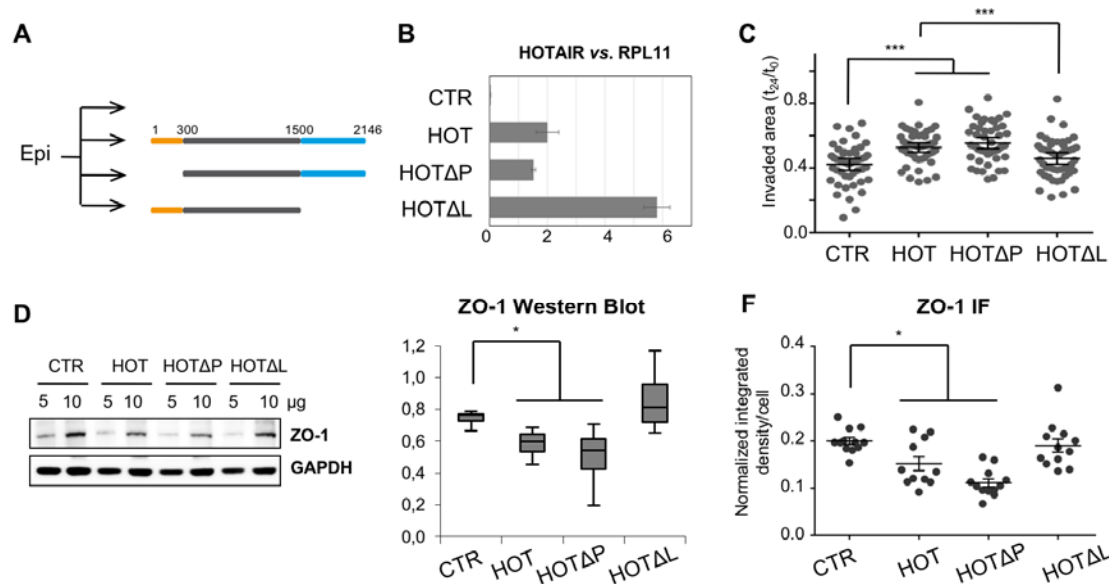 A
Epi
1 300 1500 2146
B
HOTAIR vs. RPL11
CTR
HOT
HOTΔP
HOTΔL
0 2 4 6
C
***
***
Invaded area (t24/t0)
0.8
0.4
0.0
CTR HOT HOTΔP HOTΔL
D
CTR HOT HOTΔP HOTΔL
5 10 5 10 5 10 5 10 µg
ZO-1
GAPDH
ZO-1 Western Blot
*
1,2
1,0
0,8
0,6
0,4
0,2
0,0
CTR HOT HOTΔP HOTΔL
F
ZO-1 IF
*
Normalized integrated
density/cell
0.4
0.3
0.2
0.1
0.0
CTR HOT HOTΔP HOTΔL